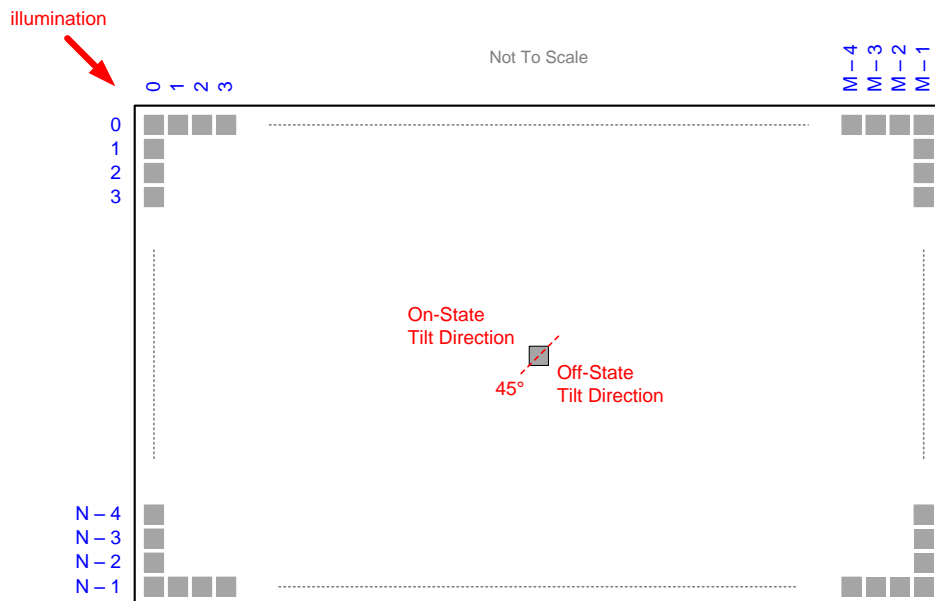 illumination
Not To Scale
0
1
2
3
M – 4
M – 3
M – 2
M – 1
0
1
2
3
On-State
Tilt Direction
Off-State
Tilt Direction
45°
N – 4
N – 3
N – 2
N – 1